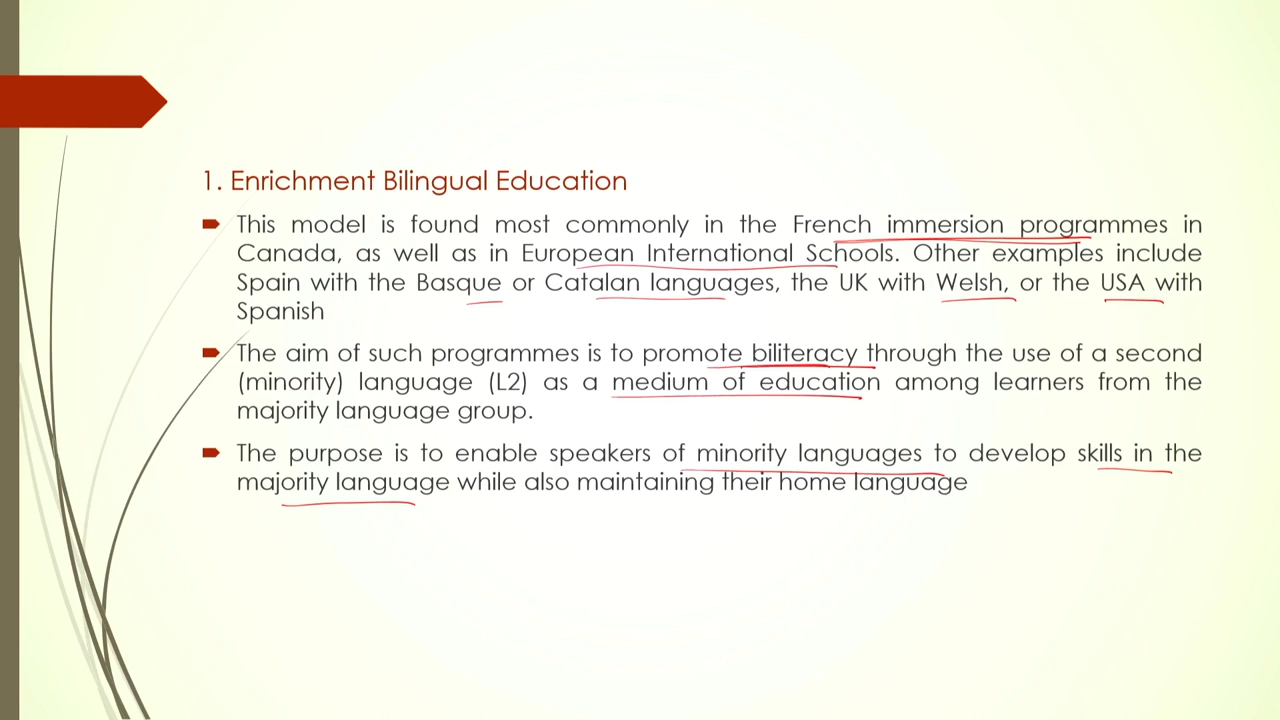 1. Enrichment Bilingual Education
This model is found most commonly in the French immersion programmes in
Canada, as well as in European International Schools. Other examples include
Spain with the Basque or Catalan languages, the UK with Welsh, or the USA with
Spanish
The aim of such programmes is to promote biliteracy through the use of a second
(minority) language (L2) as a medium of education among learners from the
majority language group.
The purpose is to enable speakers of minority languages to develop skills in the
majority language while also maintaining their home language